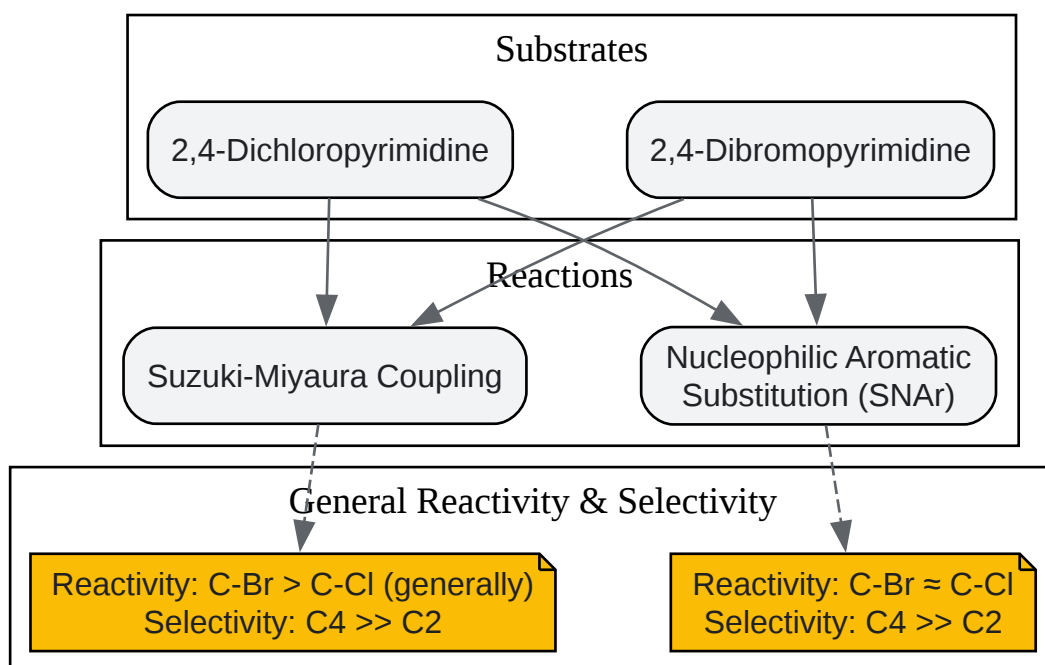 Substrates
2,4-Dichloropyrimidine
2,4-Dibromopyrimidine
Reactions
Suzuki-Miyaura Coupling
Nucleophilic Aromatic
Substitution (SNAr)
General Reactivity & Selectivity
Reactivity: C-Br > C-Cl (generally)
Selectivity: C4 >> C2
Reactivity: C-Br ≈ C-Cl
Selectivity: C4 >> C2